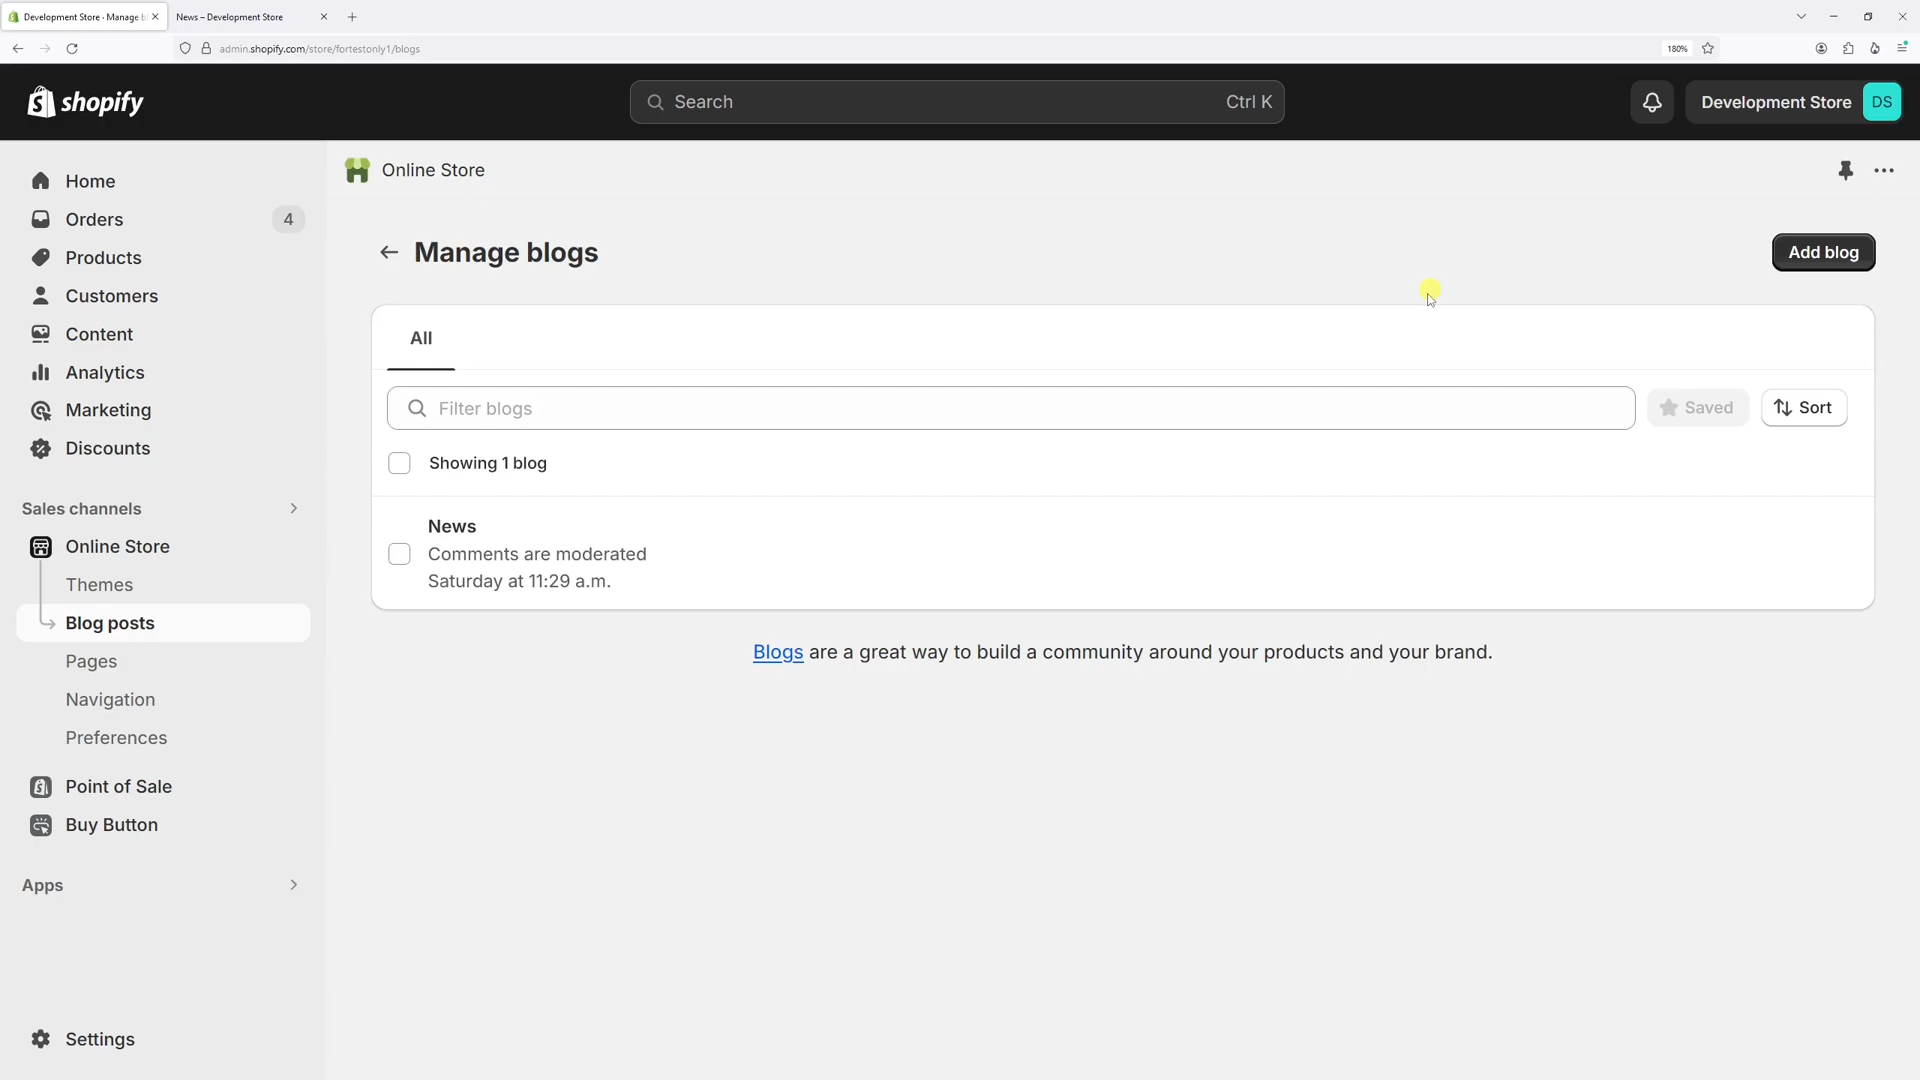 Development Store · Manage b
News – Development Store
admin.shopify.com/store/fortestonly1/blogs
180%
shopify
Search
Ctrl K
Development Store
DS
Home
Orders
4
Products
Customers
Content
Analytics
Marketing
Discounts
Sales channels
Online Store
Themes
Blog posts
Pages
Navigation
Preferences
Point of Sale
Buy Button
Apps
Settings
Online Store
Manage blogs
Add blog
All
Filter blogs
Saved
Sort
Showing 1 blog
News
Comments are moderated
Saturday at 11:29 a.m.
Blogs are a great way to build a community around your products and your brand.